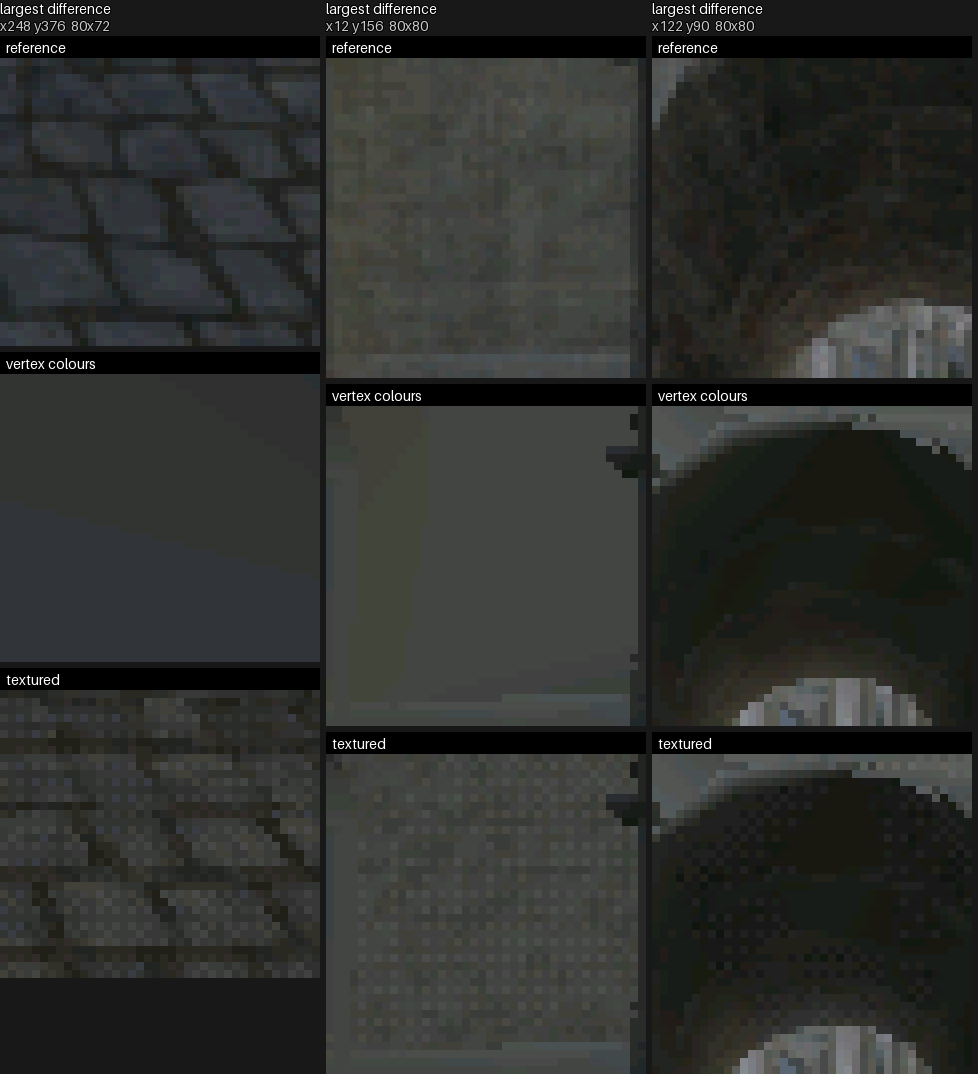 largest difference
x248 y376 80x72
reference
vertex colours
textured
largest difference
x12 y156 80x80
reference
vertex colours
textured
largest difference
x122 y90 80x80
reference
vertex colours
textured